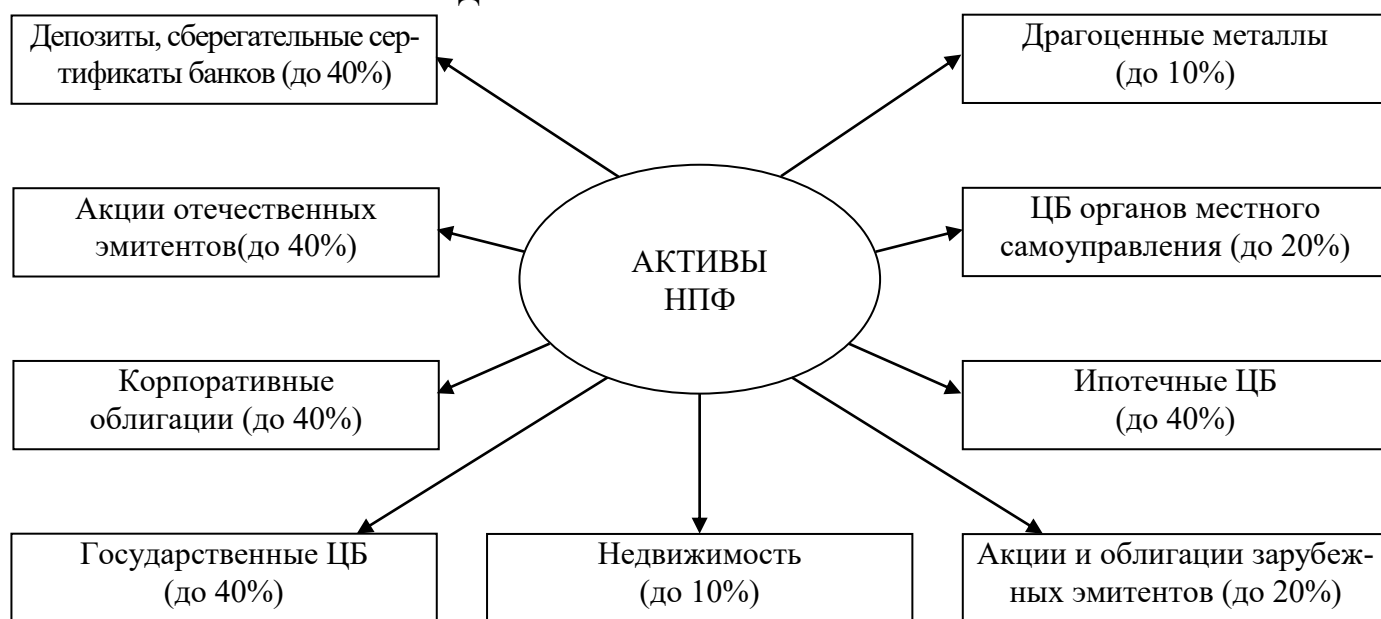 Депозиты, сберегательные сер-
тификаты банков (до 40%)
Драгоценные металлы
(до 10%)
Акции отечественных
эмитентов(до 40%)
АКТИВЫ
НПФ
ЦБ органов местного
самоуправления (до 20%)
Корпоративные
облигации (до 40%)
Ипотечные ЦБ
(до 40%)
Государственные ЦБ
(до 40%)
Недвижимость
(до 10%)
Акции и облигации зарубеж-
ных эмитентов (до 20%)